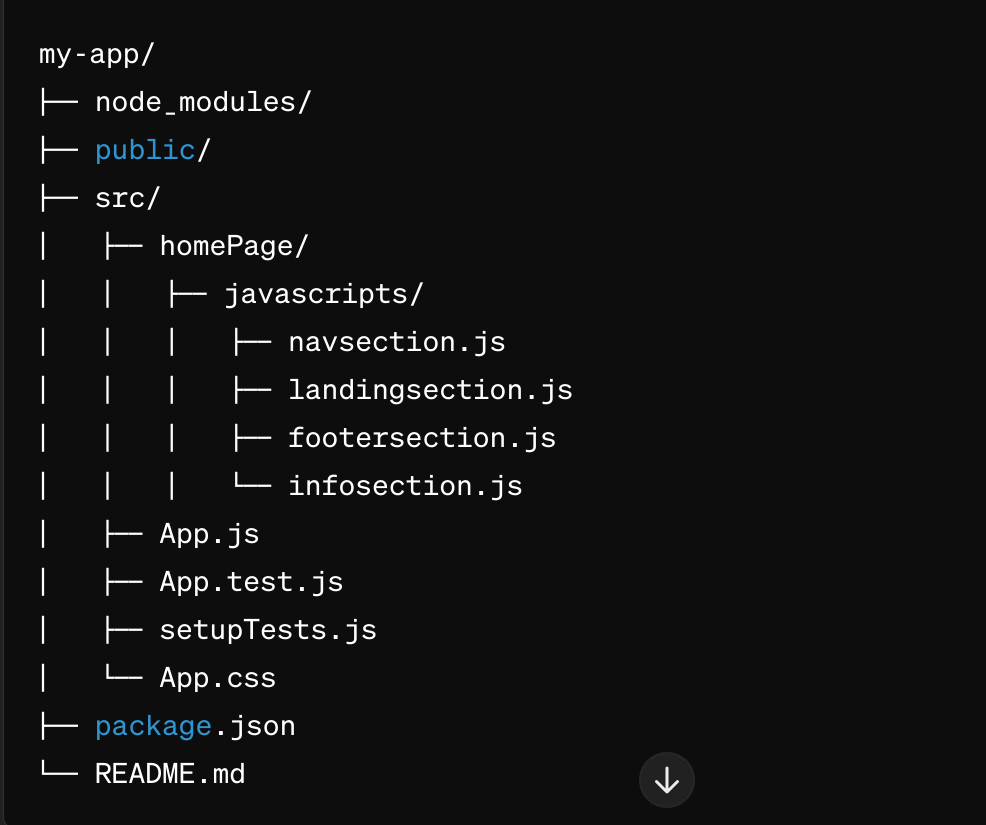 my-app/
├── node_modules/
├── public/
├── src/
│   ├── homePage/
│   │   ├── javascripts/
│   │   │   ├── navsection.js
│   │   │   ├── landingsection.js
│   │   │   ├── footersection.js
│   │   │   └── infosection.js
│   ├── App.js
│   ├── App.test.js
│   ├── setupTests.js
│   └── App.css
├── package.json
└── README.md